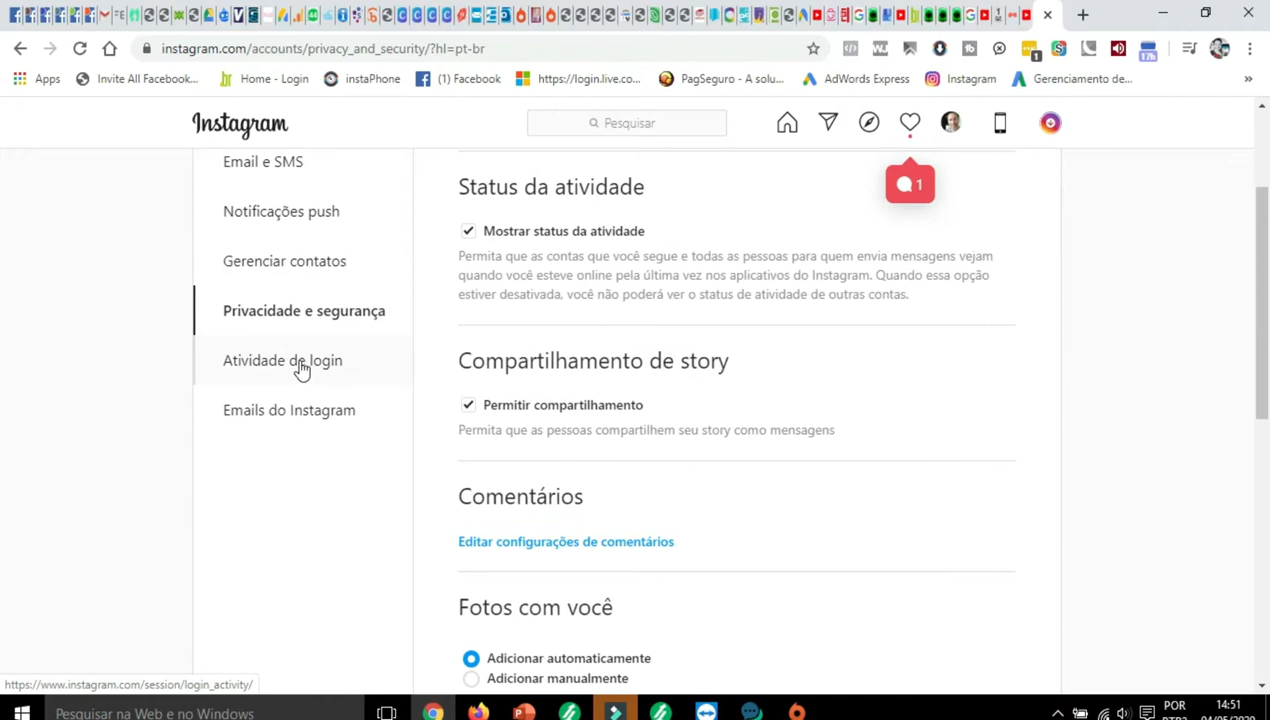 instagram.com/accounts/privacy_and_security/?hl=pt-br
1
17h
Apps
Invite All Facebook...
Home - Login
instaPhone
(1) Facebook
https://login.live.co...
PagSeguro - A solu...
AdWords Express
Instagram
Gerenciamento de...
»
Instagram
Pesquisar
1
Email e SMS
Notificações push
Gerenciar contatos
Privacidade e segurança
Atividade de login
Emails do Instagram
Status da atividade
Mostrar status da atividade
Permita que as contas que você segue e todas as pessoas para quem envia mensagens vejam
quando você esteve online pela última vez nos aplicativos do Instagram. Quando essa opção
estiver desativada, você não poderá ver o status de atividade de outras contas.
Compartilhamento de story
Permitir compartilhamento
Permita que as pessoas compartilhem seu story como mensagens
Comentários
Editar configurações de comentários
Fotos com você
Adicionar automaticamente
Adicionar manualmente
https://www.instagram.com/session/login_activity/
Pesquisar na Web e no Windows
POR
14:51